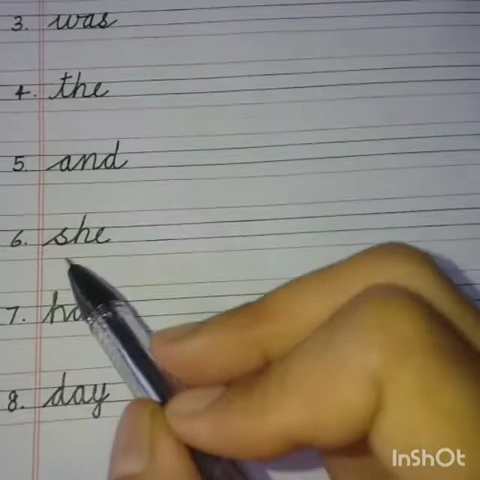 3. was
4. the
5. and
6. she
7.
8. day
InShOt